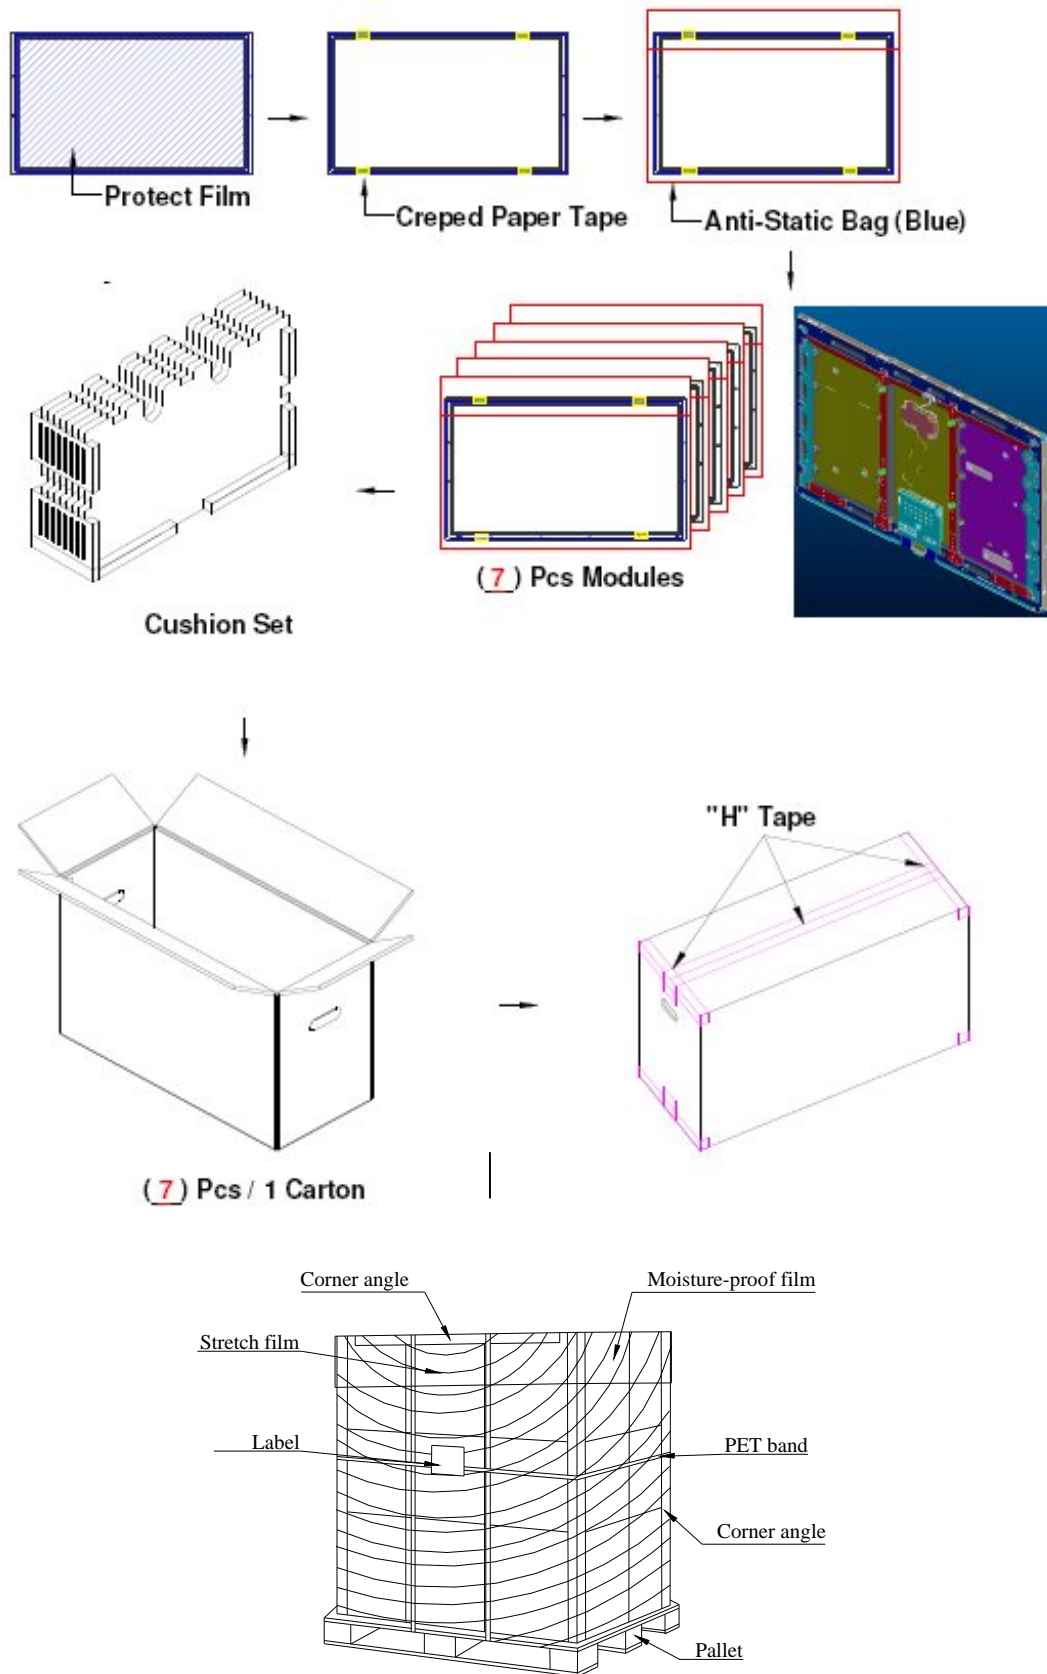 Protect Film
Creped Paper Tape
Anti-Static Bag (Blue)
(7) Pcs Modules
Cushion Set
"H" Tape
(7) Pcs / 1 Carton
Corner angle
Moisture-proof film
Stretch film
Label
PET band
Corner angle
Pallet